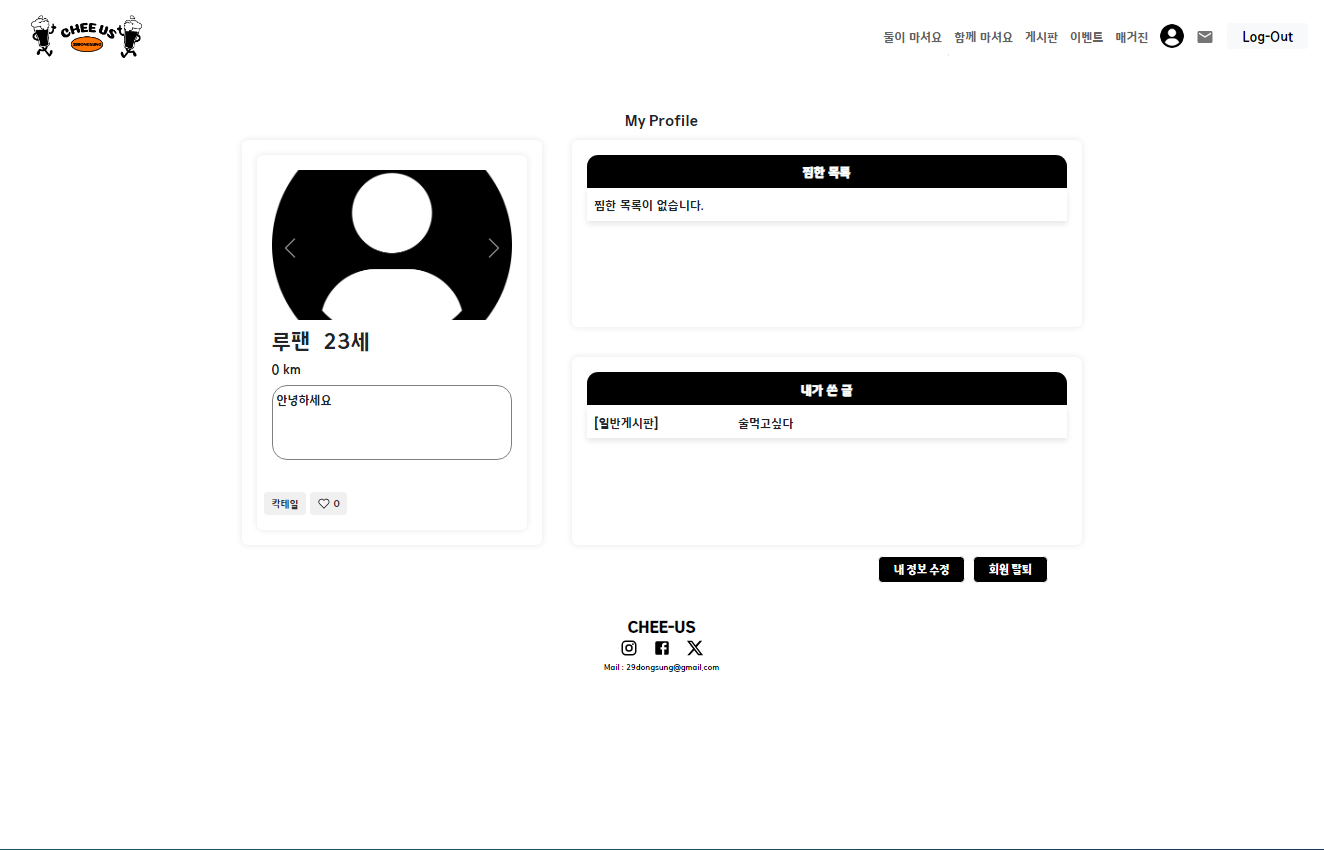 CHEE US
29DONGSUNG
둘이 마셔요 함께 마셔요 게시판 이벤트 매거진 Log-Out
My Profile
루팬 23세
0 km
안녕하세요
칵테일 0
찜한 목록
찜한 목록이 없습니다.
내가 쓴 글
[일반게시판] 술먹고싶다
내 정보 수정 회원 탈퇴
CHEE-US
Mail : 29dongsung@gmail.com